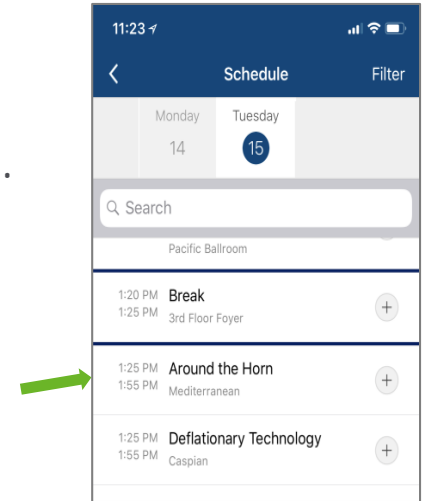 11:23
Schedule
Filter
Monday
Tuesday
14
15
Search
Pacific Ballroom
1:20 PM Break
1:25 PM 3rd Floor Foyer
1:25 PM Around the Horn
1:55 PM Mediterranean
1:25 PM Deflationary Technology
1:55 PM Caspian